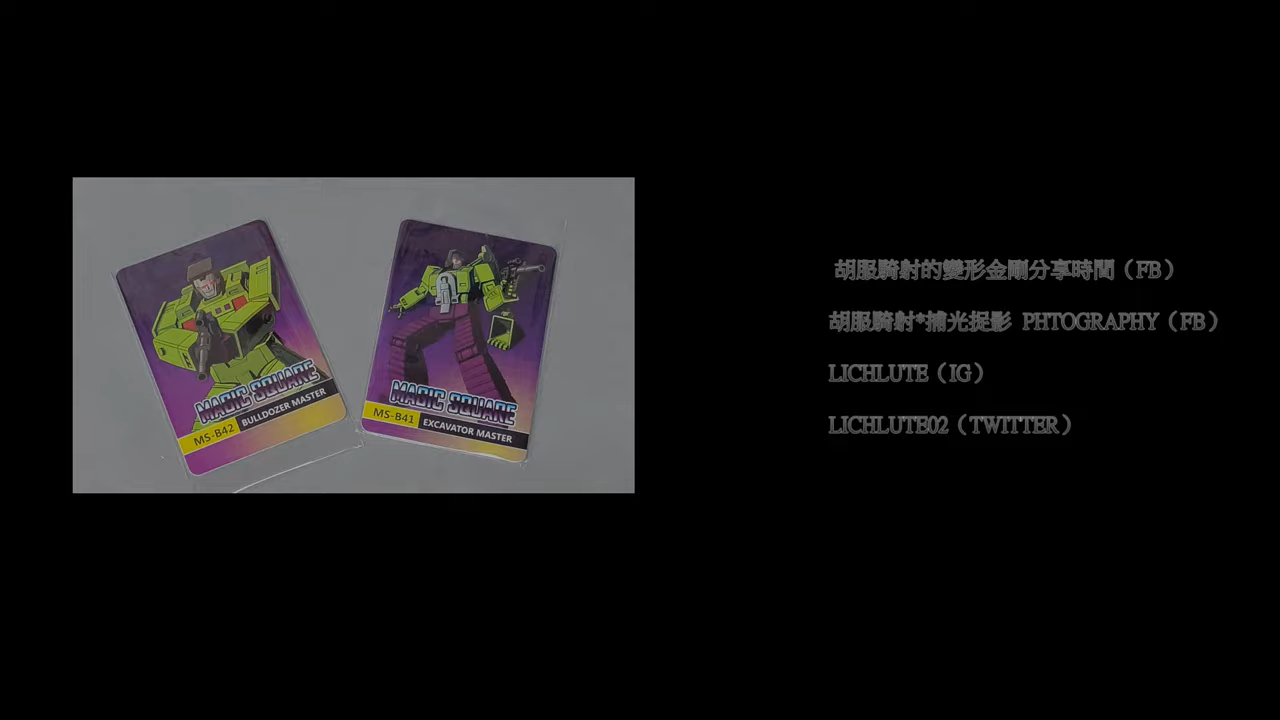 MAGIC SQUARE
MS-B42 BULLDOZER MASTER
MAGIC SQUARE
MS-B41 EXCAVATOR MASTER
胡服騎射的變形金剛分享時間（FB）
胡服騎射*捕光捉影 PHTOGRAPHY（FB）
LICHLUTE（IG）
LICHLUTE02（TWITTER）